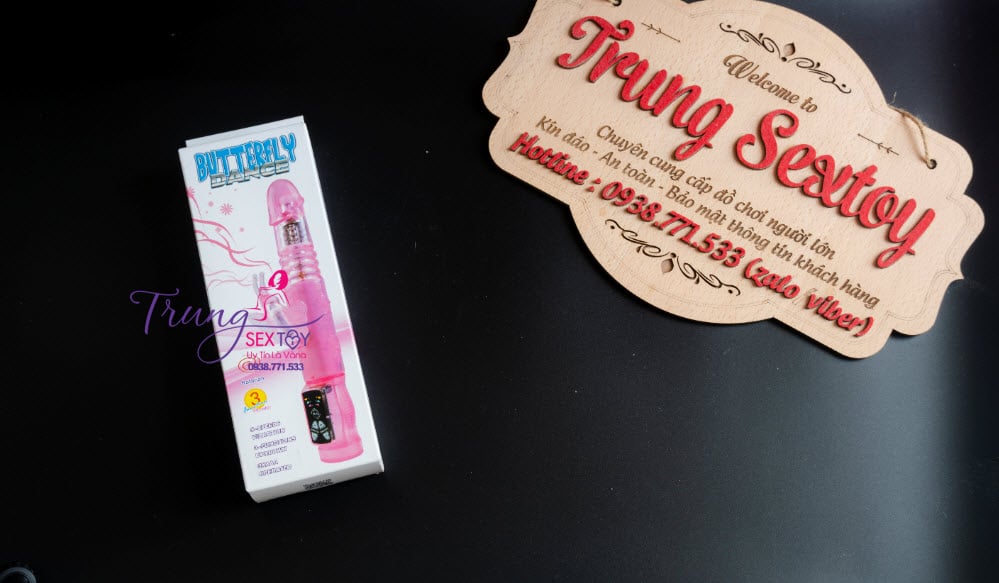 Welcome to
Trung Sextoy
Chuyên cung cấp đồ chơi người lớn
Kín đáo - An toàn - Bảo mật thông tin khách hàng
Hotline : 0938.771.533 (zalo viber)
BUTTERFLY
DANCE
Trung
SEXTOY
Uy Tín Là Vàng
0938.771.533
3